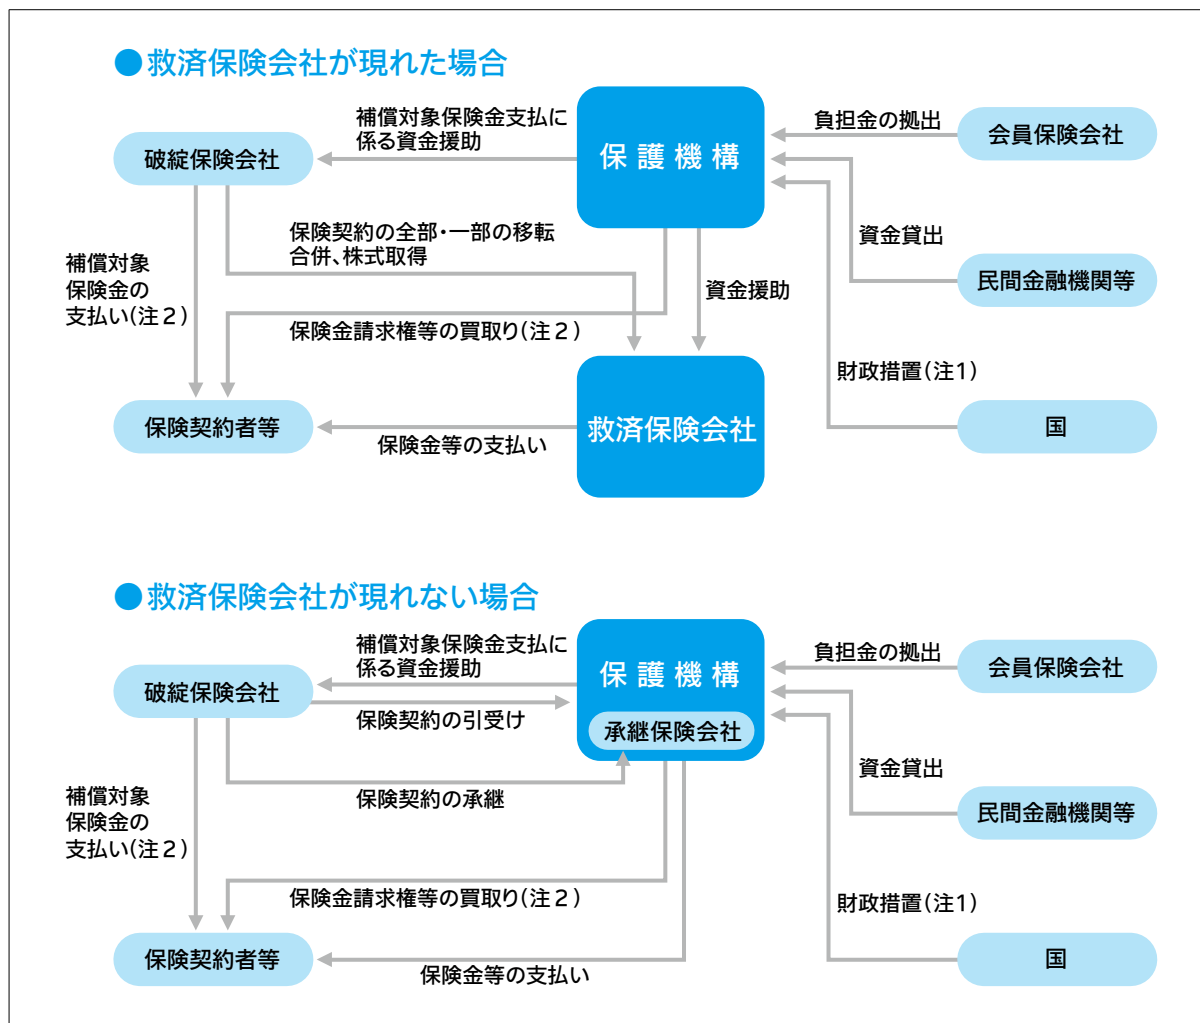 ●救済保険会社が現れた場合
補償対象保険金支払に
係る資金援助
保護機構
負担金の拠出
会員保険会社
破綻保険会社
保険契約の全部・一部の移転
合併、株式取得
資金貸出
補償対象
保険金の
支払い(注2)
資金援助
民間金融機関等
保険金請求権等の買取り(注2)
財政措置(注1)
保険契約者等
保険金等の支払い
救済保険会社
国
●救済保険会社が現れない場合
補償対象保険金支払に
係る資金援助
保護機構
負担金の拠出
会員保険会社
破綻保険会社
保険契約の引受け
承継保険会社
資金貸出
保険契約の承継
補償対象
保険金の
支払い(注2)
民間金融機関等
保険金請求権等の買取り(注2)
財政措置(注1)
保険契約者等
保険金等の支払い
国